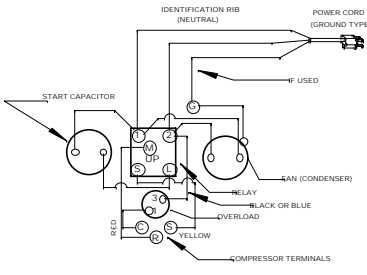 IDENTIFICATION RIB
(NEUTRAL)
POWER CORD
(GROUND TYPE
IF USED
START CAPACITOR
G
1
2
M
UP
S
L
FAN (CONDENSER)
RELAY
BLACK OR BLUE
3
1
OVERLOAD
RED
C
S
YELLOW
R
COMPRESSOR TERMINALS